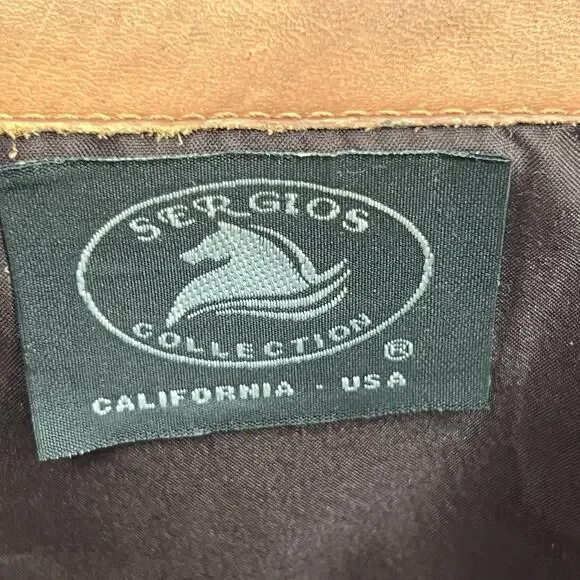 SERGIOS
COLLECTION
®
CALIFORNIA · USA